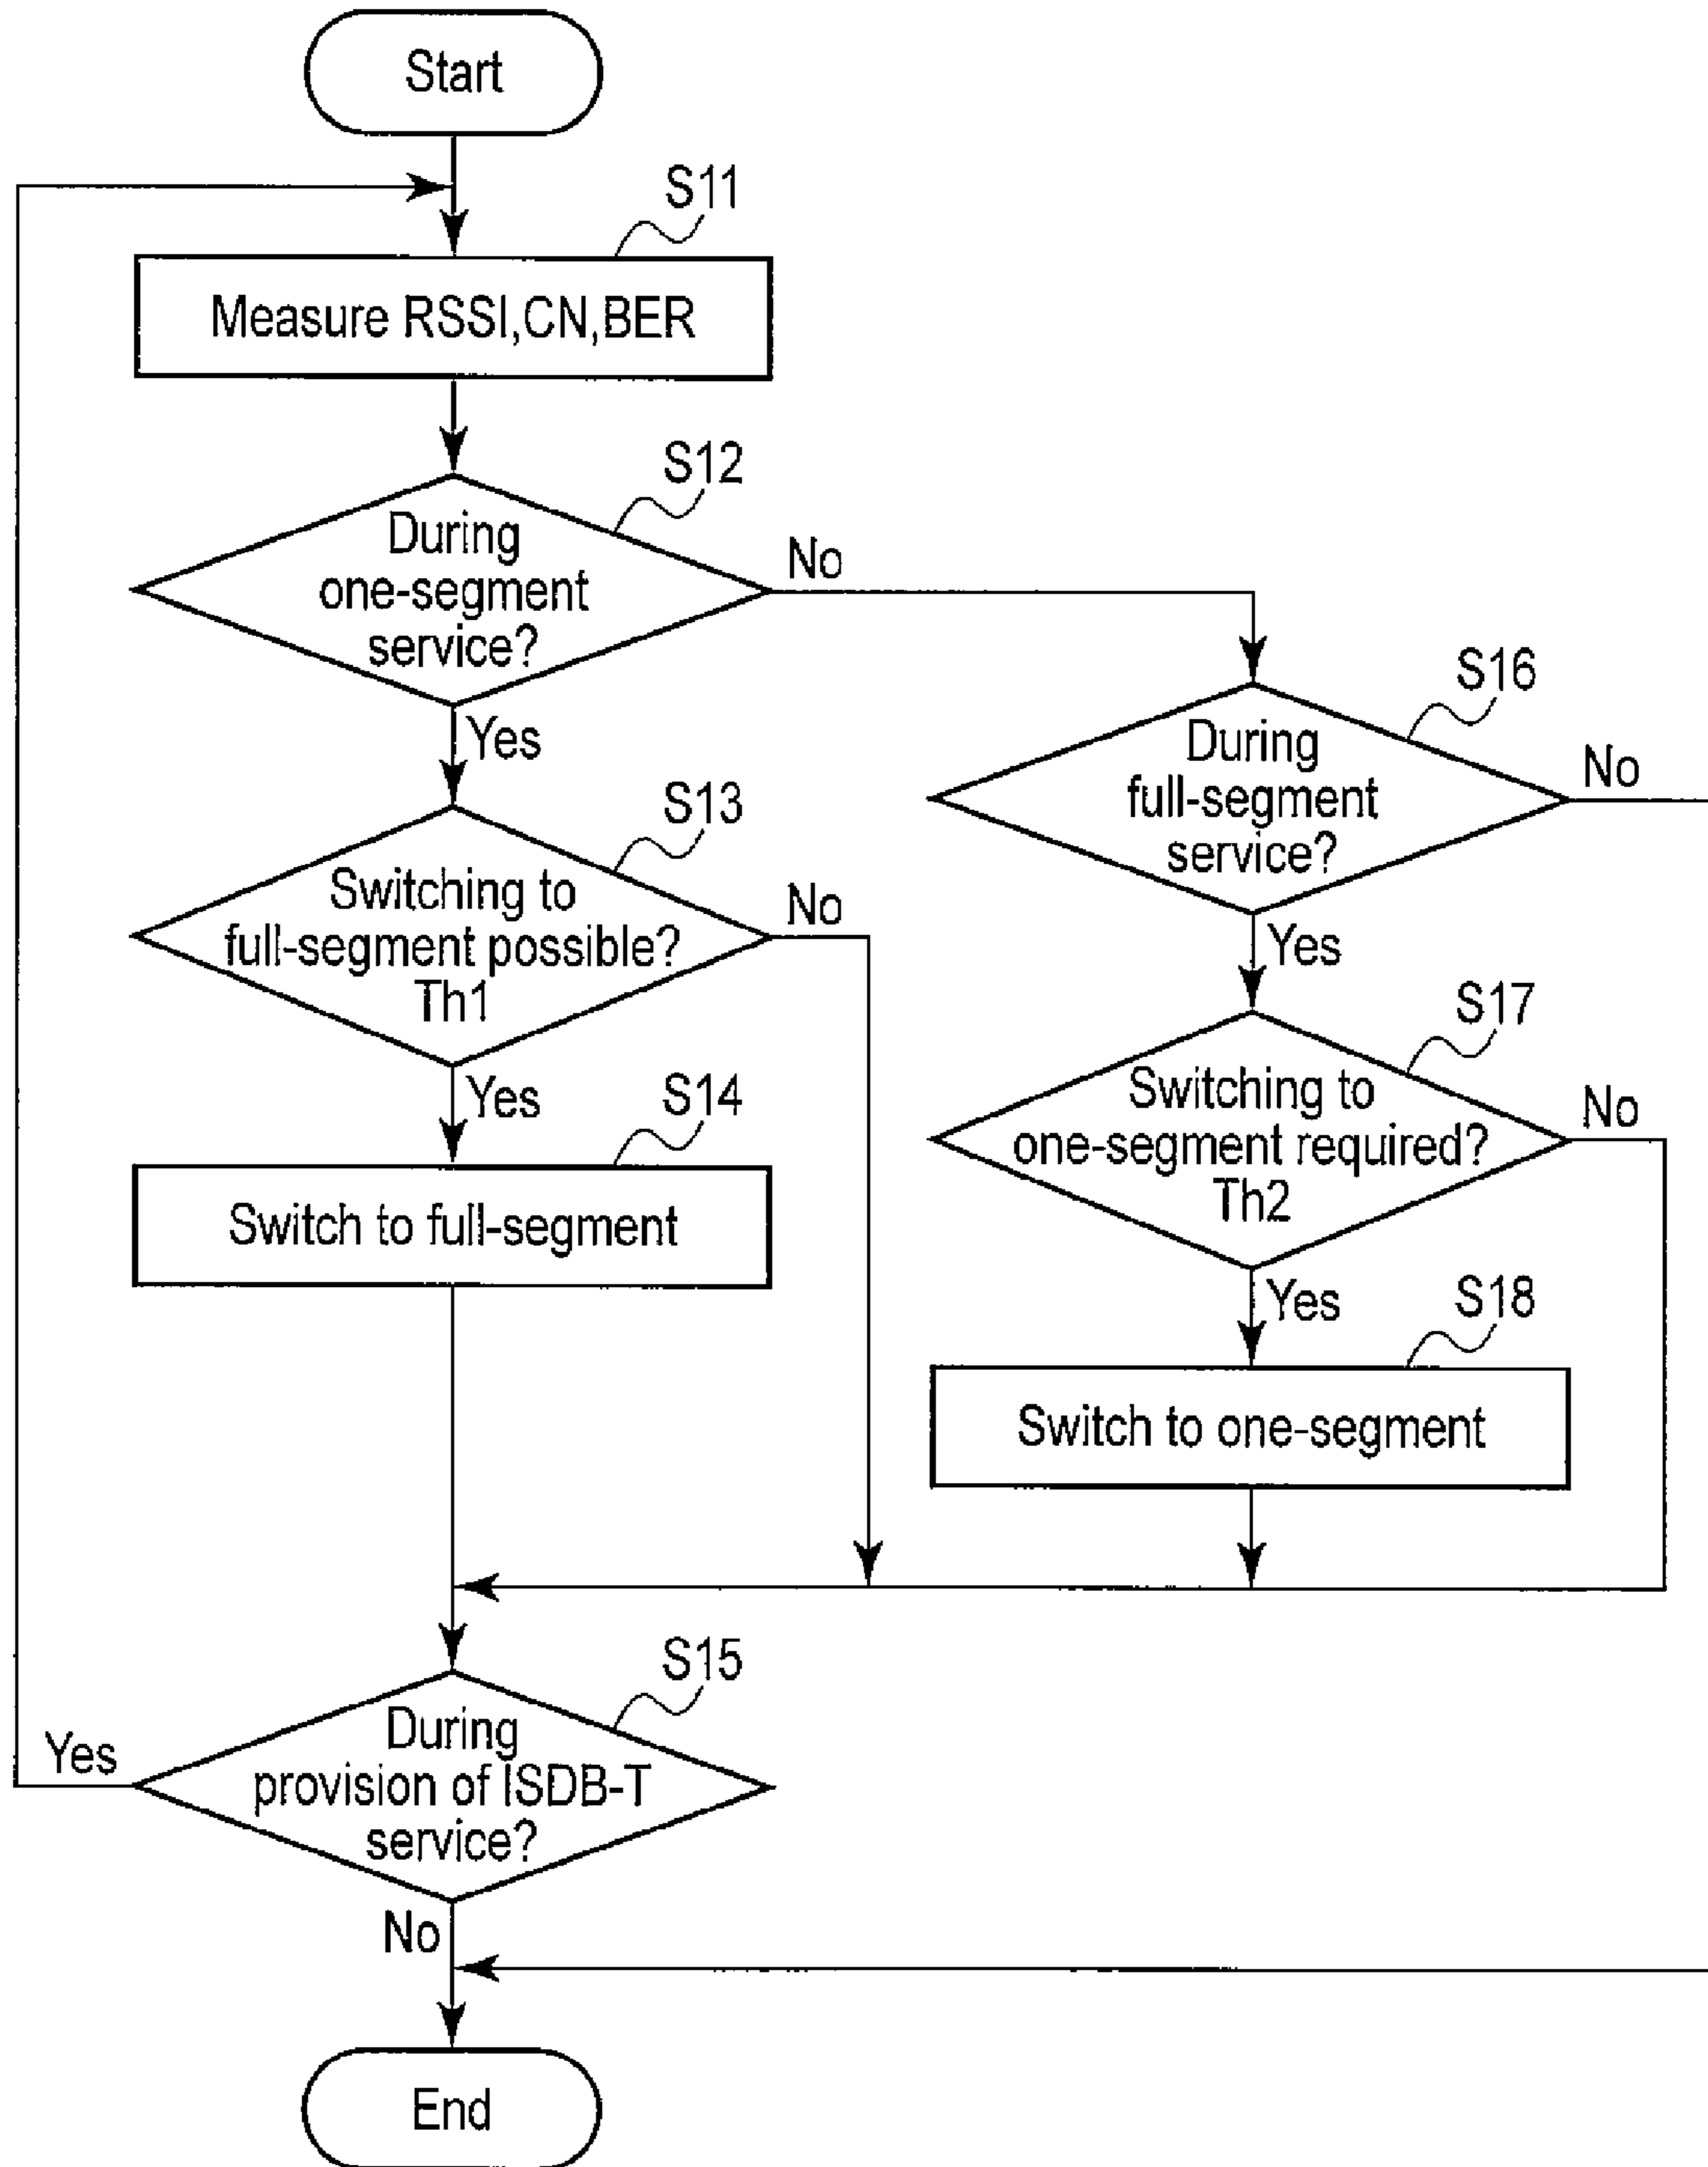 Start
S11
Measure RSSI,CN,BER
S12
During
one-segment
service?
No
Yes
S16
During
full-segment
service?
No
Yes
S13
Switching to
full-segment possible?
Th1
No
Yes
S17
Switching to
one-segment required?
Th2
No
Yes
S14
Switch to full-segment
S18
Switch to one-segment
S15
During
provision of ISDB-T
service?
Yes
No
End